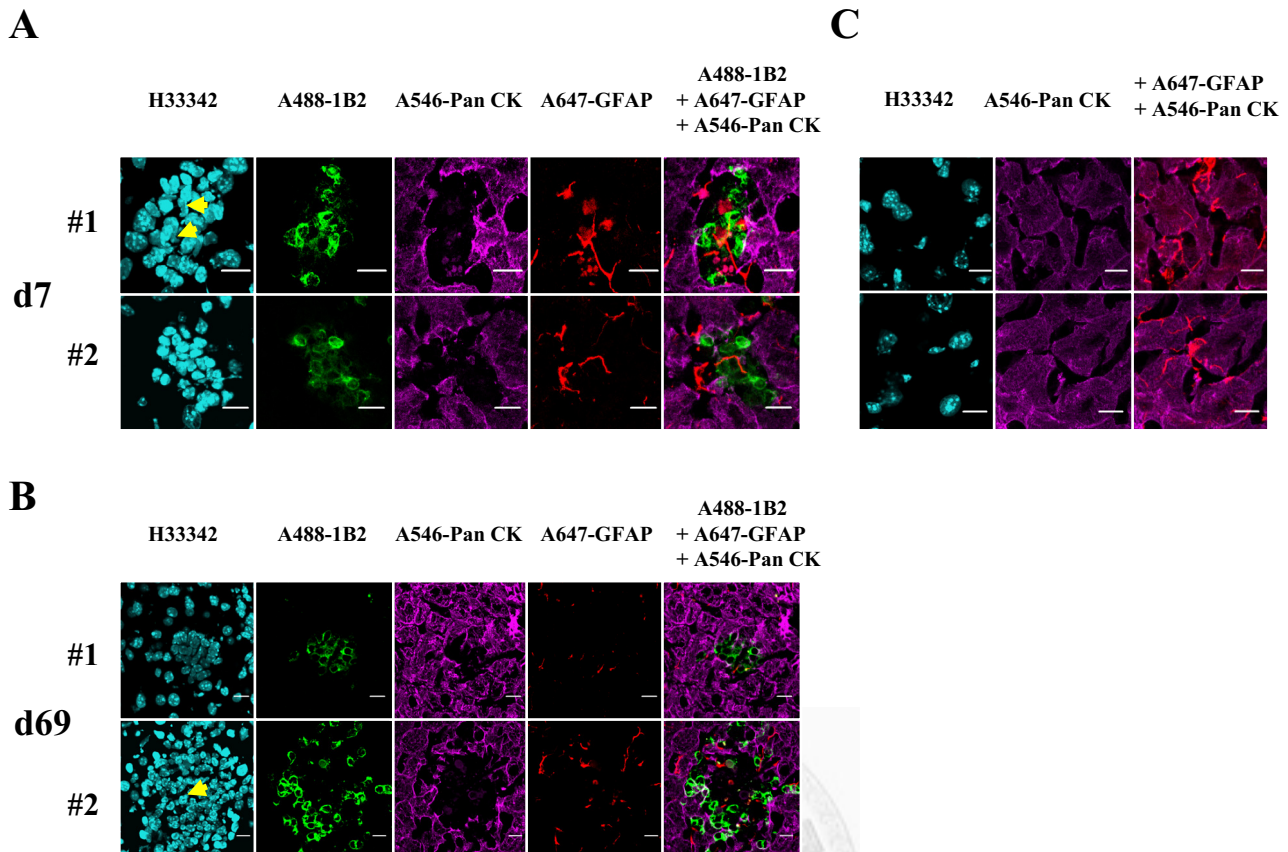 A
H33342
A488-1B2
A546-Pan CK
A647-GFAP
A488-1B2
+ A647-GFAP
+ A546-Pan CK
#1
d7
#2
C
H33342
A546-Pan CK
+ A647-GFAP
+ A546-Pan CK
B
H33342
A488-1B2
A546-Pan CK
A647-GFAP
A488-1B2
+ A647-GFAP
+ A546-Pan CK
#1
d69
#2